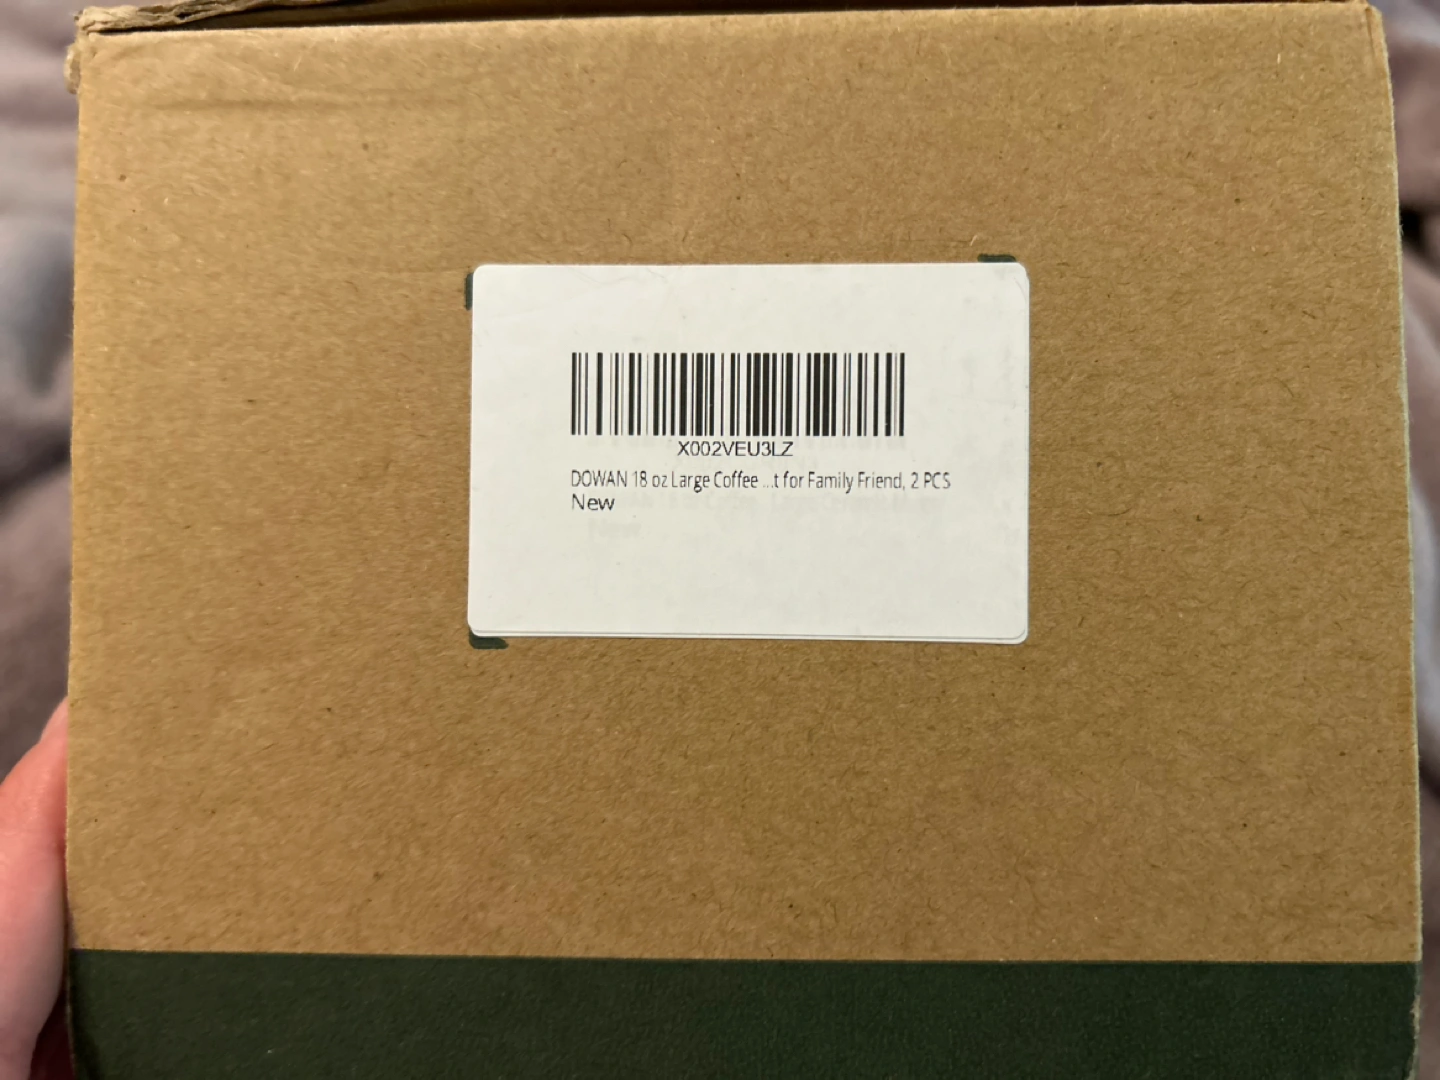 X002VEU3LZ
DOWAN 18 oz Large Coffee ...t for Family Friend, 2 PCS
New